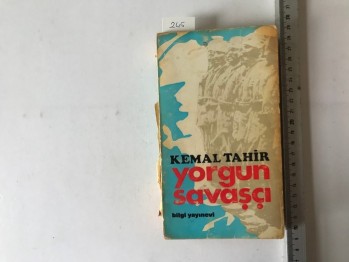 245
KEMAL TAHİR
yorgun
savaşçı
bilgi yayınevi